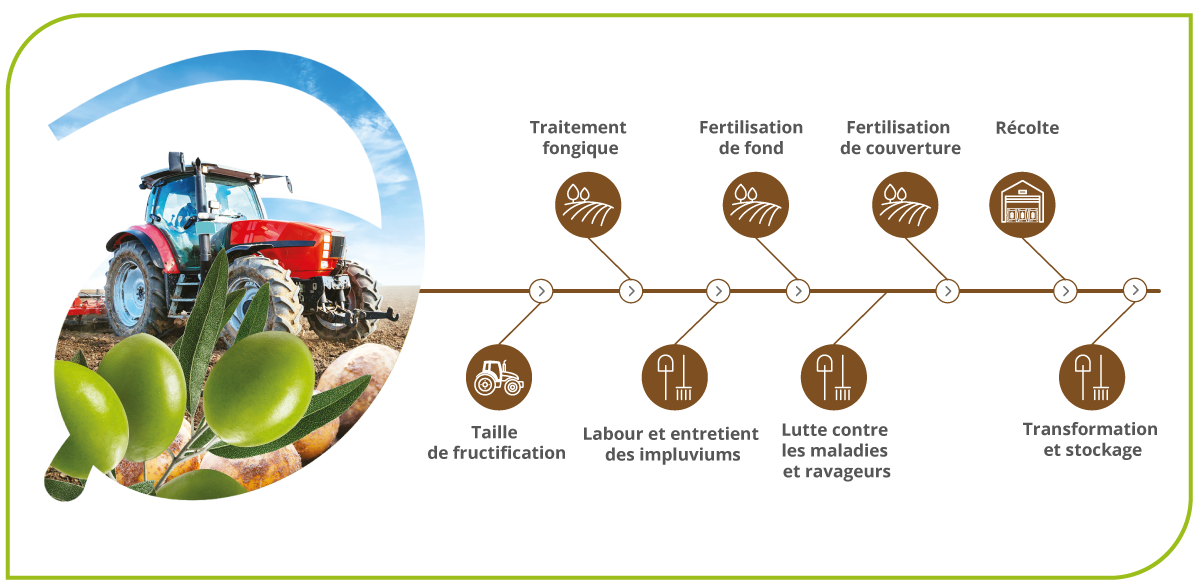 Traitement
fongique
Fertilisation
de fond
Fertilisation
de couverture
Récolte
Taille
de fructification
Labour et entretient
des impluviums
Lutte contre
les maladies
et ravageurs
Transformation
et stockage